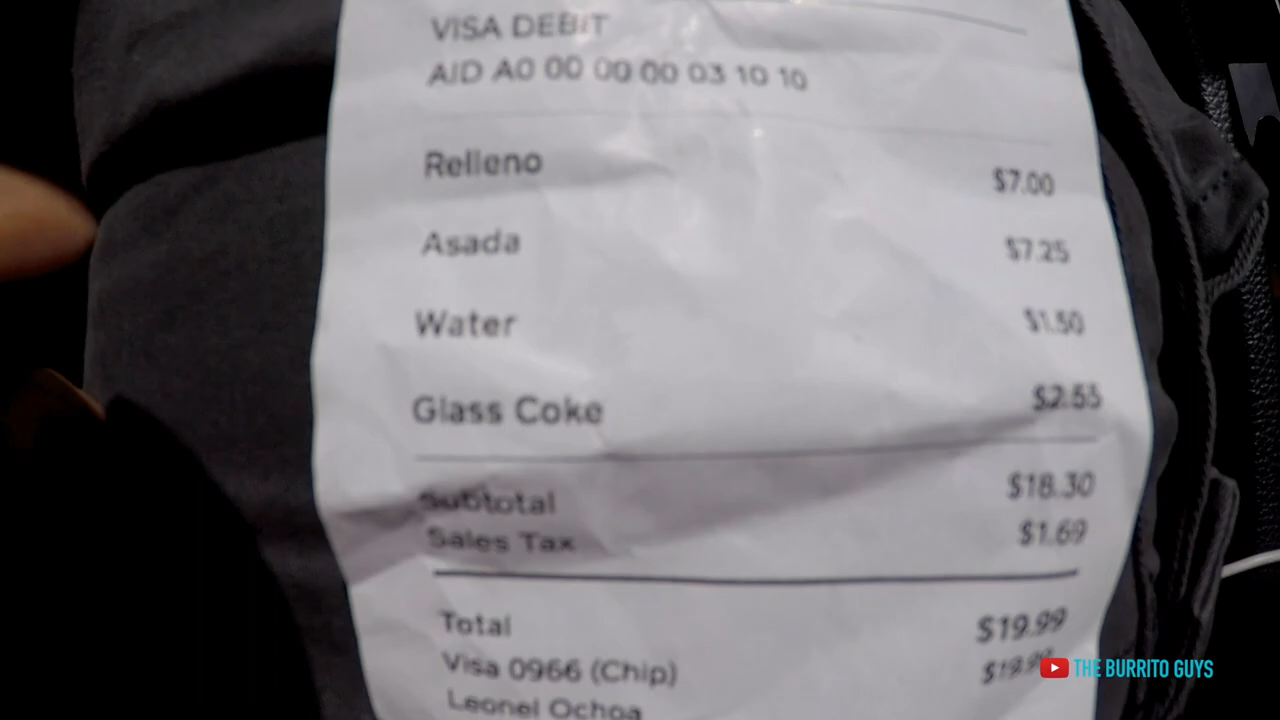 VISA DEBIT
AID A0 00 00 00 03 10 10
Relleno $7.00
Asada $7.25
Water $1.50
Glass Coke $2.55
Subtotal $18.30
Sales Tax $1.69
Total $19.99
Visa 0966 (Chip) $19.99
Leonel Ochoa
THE BURRITO GUYS